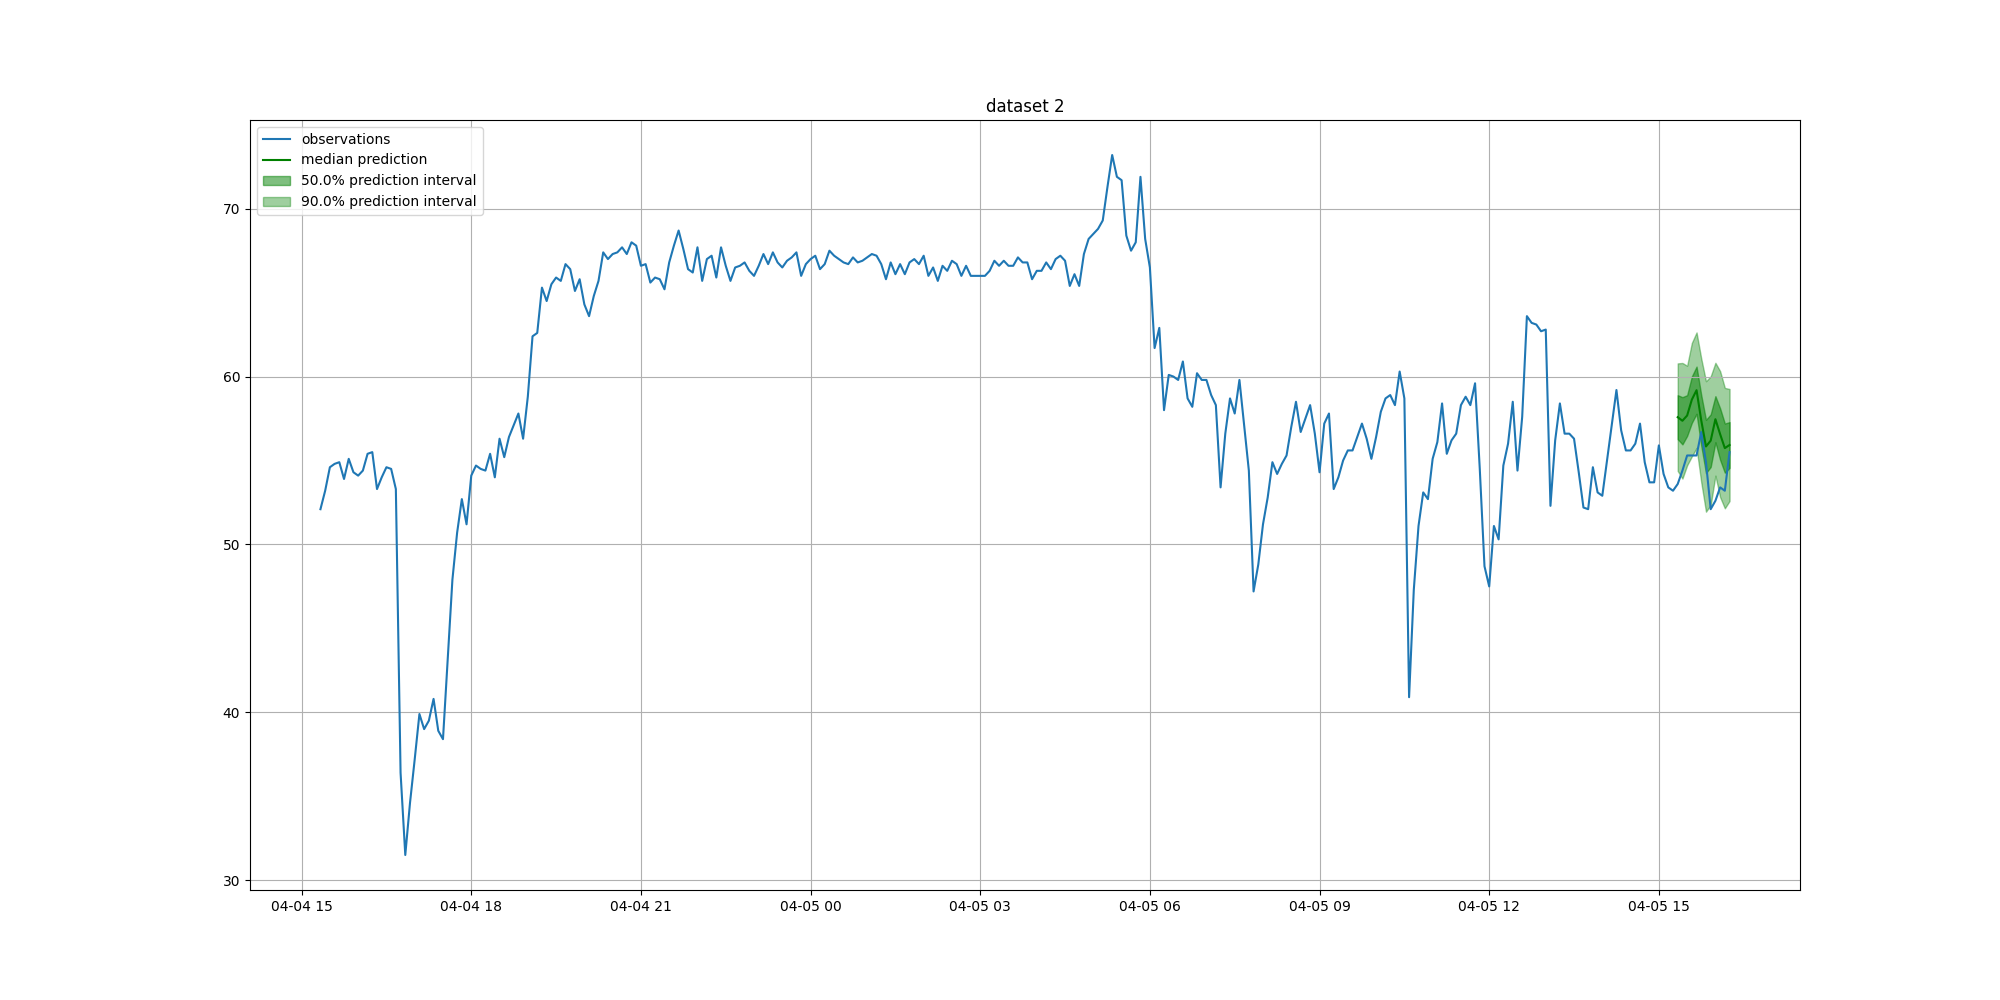 dataset 2
observations
median prediction
50.0% prediction interval
90.0% prediction interval
70
60
50
40
30
04-04 15
04-04 18
04-04 21
04-05 00
04-05 03
04-05 06
04-05 09
04-05 12
04-05 15